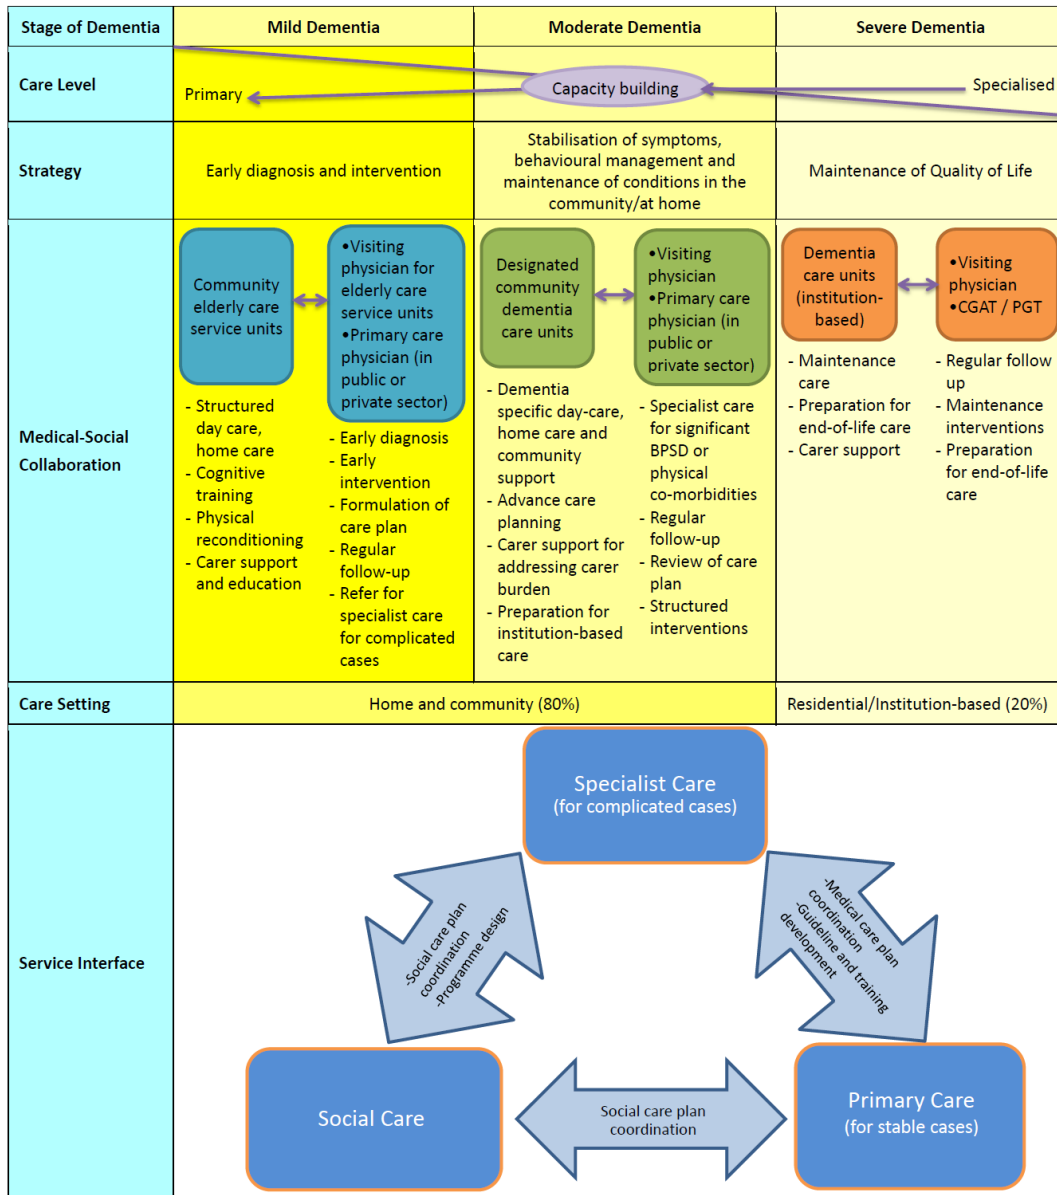 Stage of Dementia
Mild Dementia
Moderate Dementia
Severe Dementia
Care Level
Primary
Capacity building
Specialised
Strategy
Early diagnosis and intervention
Stabilisation of symptoms,
behavioural management and
maintenance of conditions in the
community/at home
Maintenance of Quality of Life
Medical-Social
Collaboration
Community
elderly care
service units
•Visiting
physician for
elderly care
service units
•Primary care
physician (in
public or
private sector)
- Structured
day care,
home care
- Cognitive
training
- Physical
reconditioning
- Carer support
and education
- Early diagnosis
- Early
intervention
- Formulation of
care plan
- Regular
follow-up
- Refer for
specialist care
for complicated
cases
Designated
community
dementia
care units
•Visiting
physician
•Primary care
physician (in
public or
private sector)
- Dementia
specific day-care,
home care and
community
support
- Advance care
planning
- Carer support for
addressing carer
burden
- Preparation for
institution-based
care
- Specialist care
for significant
BPSD or
physical
co-morbidities
- Regular
follow-up
- Review of care
plan
- Structured
interventions
Dementia
care units
(institution-
based)
•Visiting
physician
•CGAT / PGT
- Maintenance
care
- Preparation for
end-of-life care
- Carer support
- Regular follow
up
- Maintenance
interventions
- Preparation
for end-of-life
care
Care Setting
Home and community (80%)
Residential/Institution-based (20%)
Service Interface
Specialist Care
(for complicated cases)
-Social care plan
coordination
-Programme design
-Medical care plan
coordination
-Guideline and training
development
Social Care
Social care plan
coordination
Primary Care
(for stable cases)